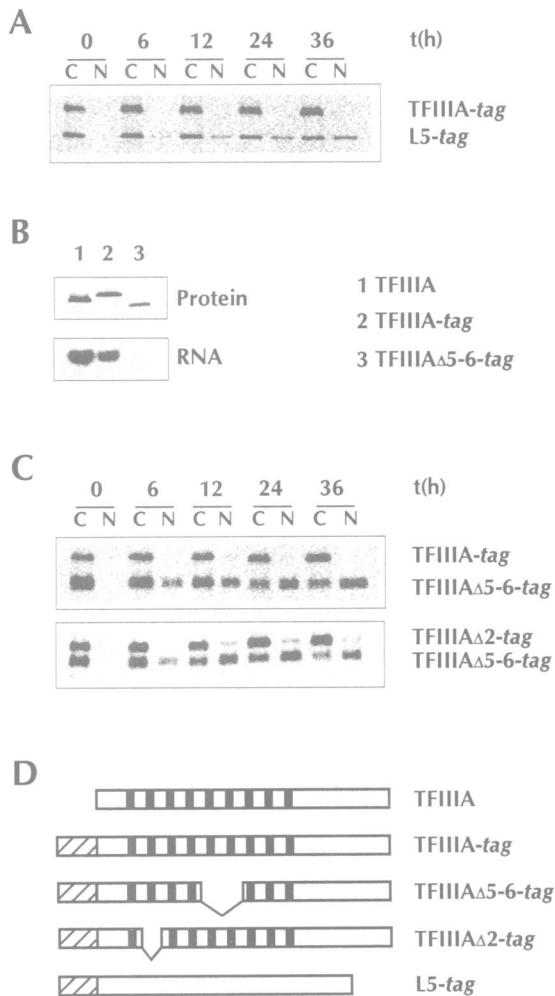 A
0 6 12 24 36 t(h)
C N C N C N C N C N
TFIIIA-tag
L5-tag
B
1 2 3
Protein
RNA
1 TFIIIA
2 TFIIIA-tag
3 TFIIIAΔ5-6-tag
C
0 6 12 24 36 t(h)
C N C N C N C N C N
TFIIIA-tag
TFIIIAΔ5-6-tag
TFIIIAΔ2-tag
TFIIIAΔ5-6-tag
D
TFIIIA
TFIIIA-tag
TFIIIAΔ5-6-tag
TFIIIAΔ2-tag
L5-tag